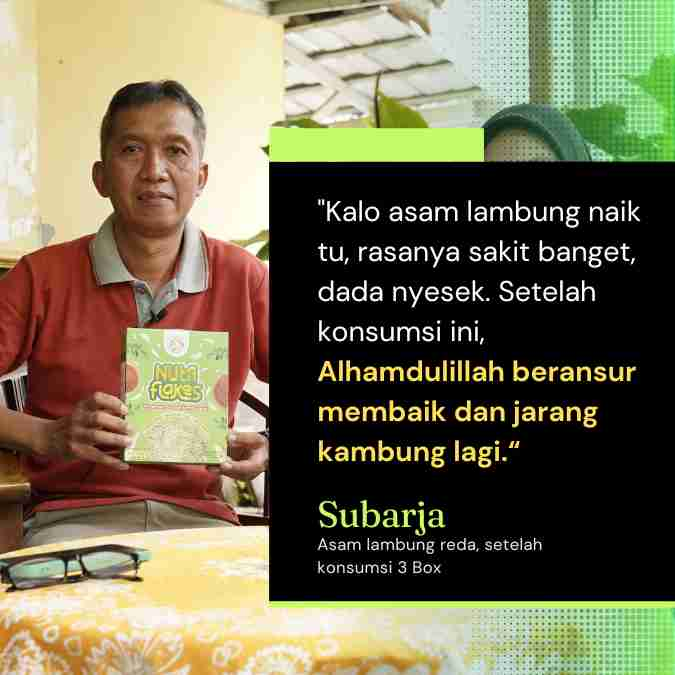 "Kalo asam lambung naik
tu, rasanya sakit banget,
dada nyesek. Setelah
konsumsi ini,
Alhamdulillah beransur
membaik dan jarang
kambung lagi.“
Subarja
Asam lambung reda, setelah
konsumsi 3 Box
Nutri
flakes